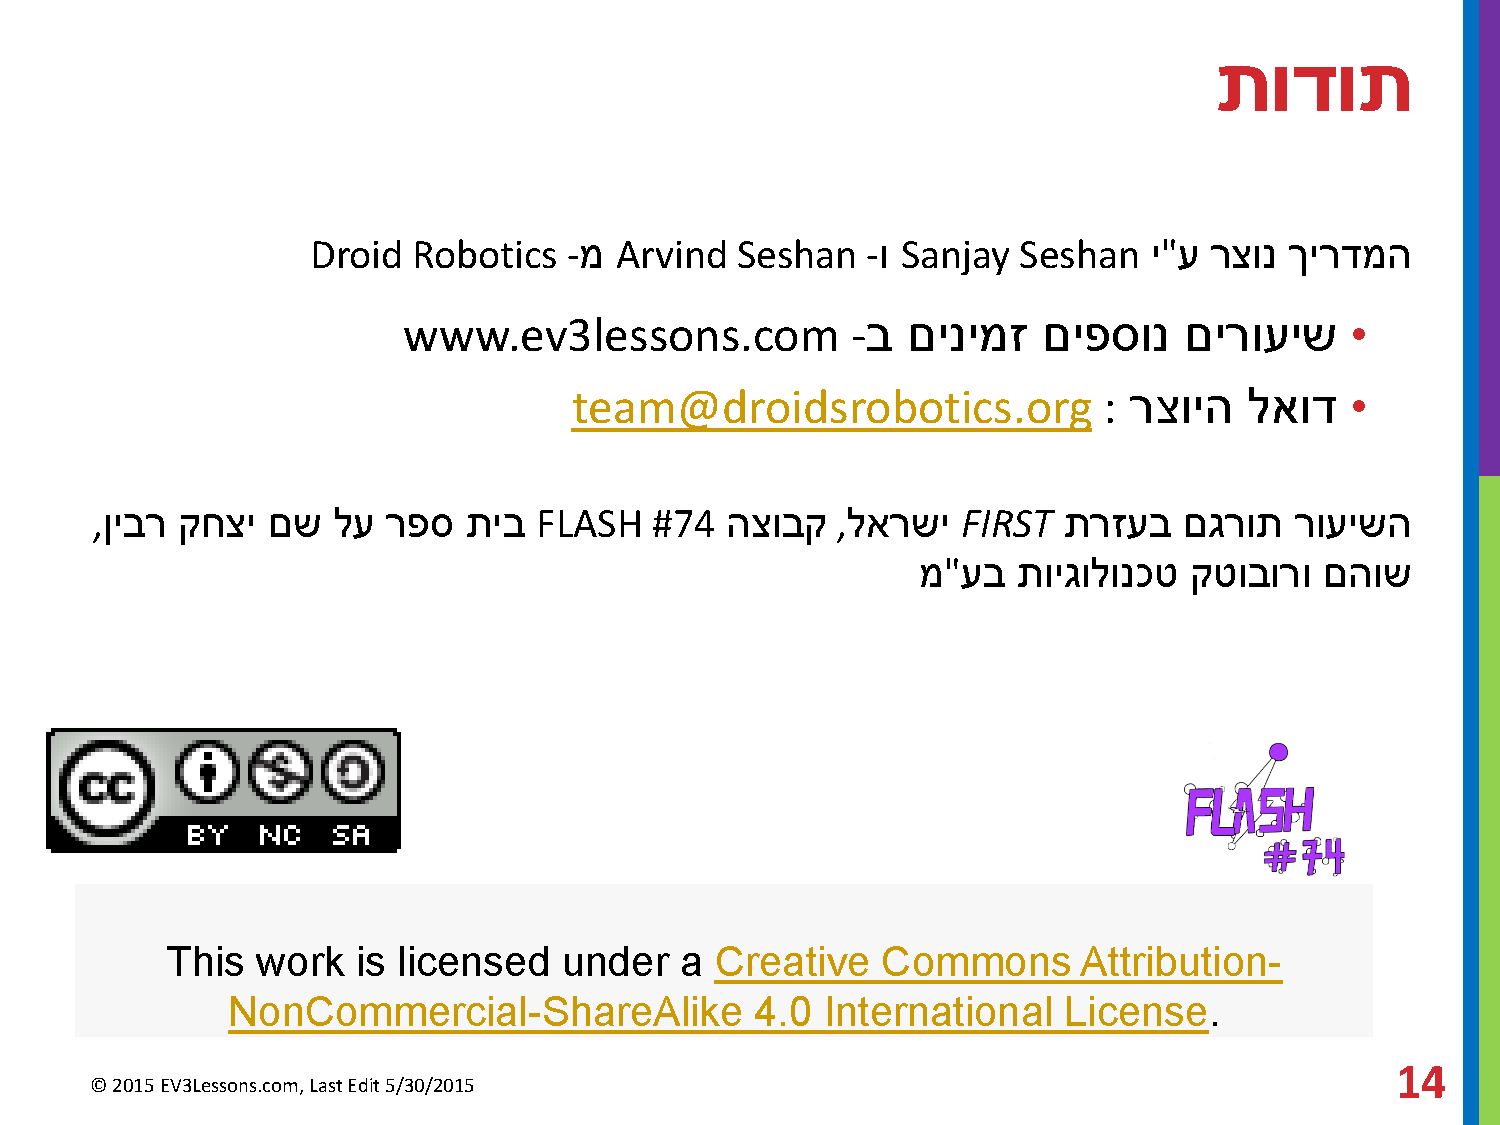 תודות
המדריך נוצר ע"י Sanjay Seshan ו- Arvind Seshan מ- Droid Robotics
• שיעורים נוספים זמינים ב- www.ev3lessons.com
• דואל היוצר : team@droidsrobotics.org
השיעור תורגם בעזרת FIRST ישראל, קבוצה FLASH #74 בית ספר על שם יצחק רבין,
שוהם ורובוטק טכנולוגיות בע"מ
cc
BY NC SA
FLASH
#74
This work is licensed under a Creative Commons Attribution-
NonCommercial-ShareAlike 4.0 International License.
© 2015 EV3Lessons.com, Last Edit 5/30/2015
14